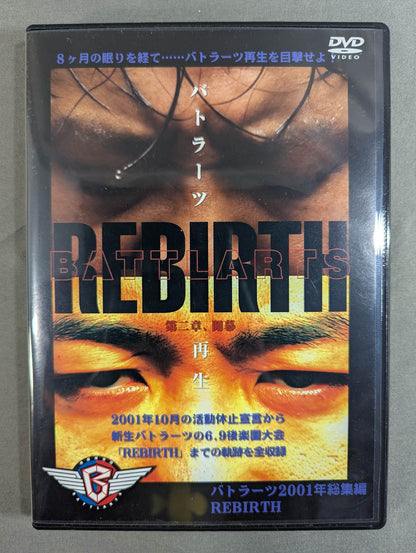 DVD
VIDEO
8ヶ月の眠りを経て……バトラーツ再生を目撃せよ
バトラーツ
REBIRTH
BATTLARTS
第二章、開幕
再生
2001年10月の活動休止宣言から
新生バトラーツの6.9後楽園大会
「REBIRTH」までの軌跡を全収録
B
バトラーツ2001年総集編
REBIRTH